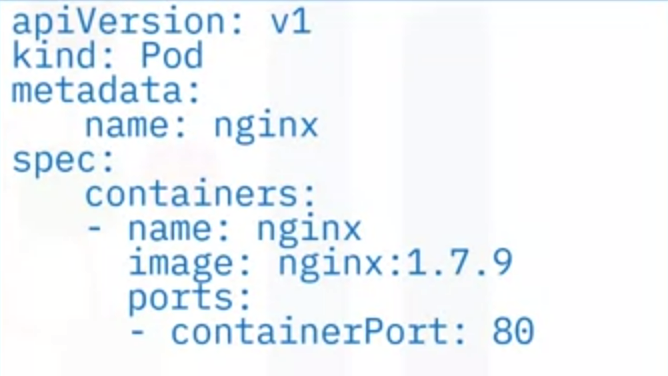 apiVersion: v1
kind: Pod
metadata:
    name: nginx
spec:
    containers:
    - name: nginx
      image: nginx:1.7.9
      ports:
      - containerPort: 80